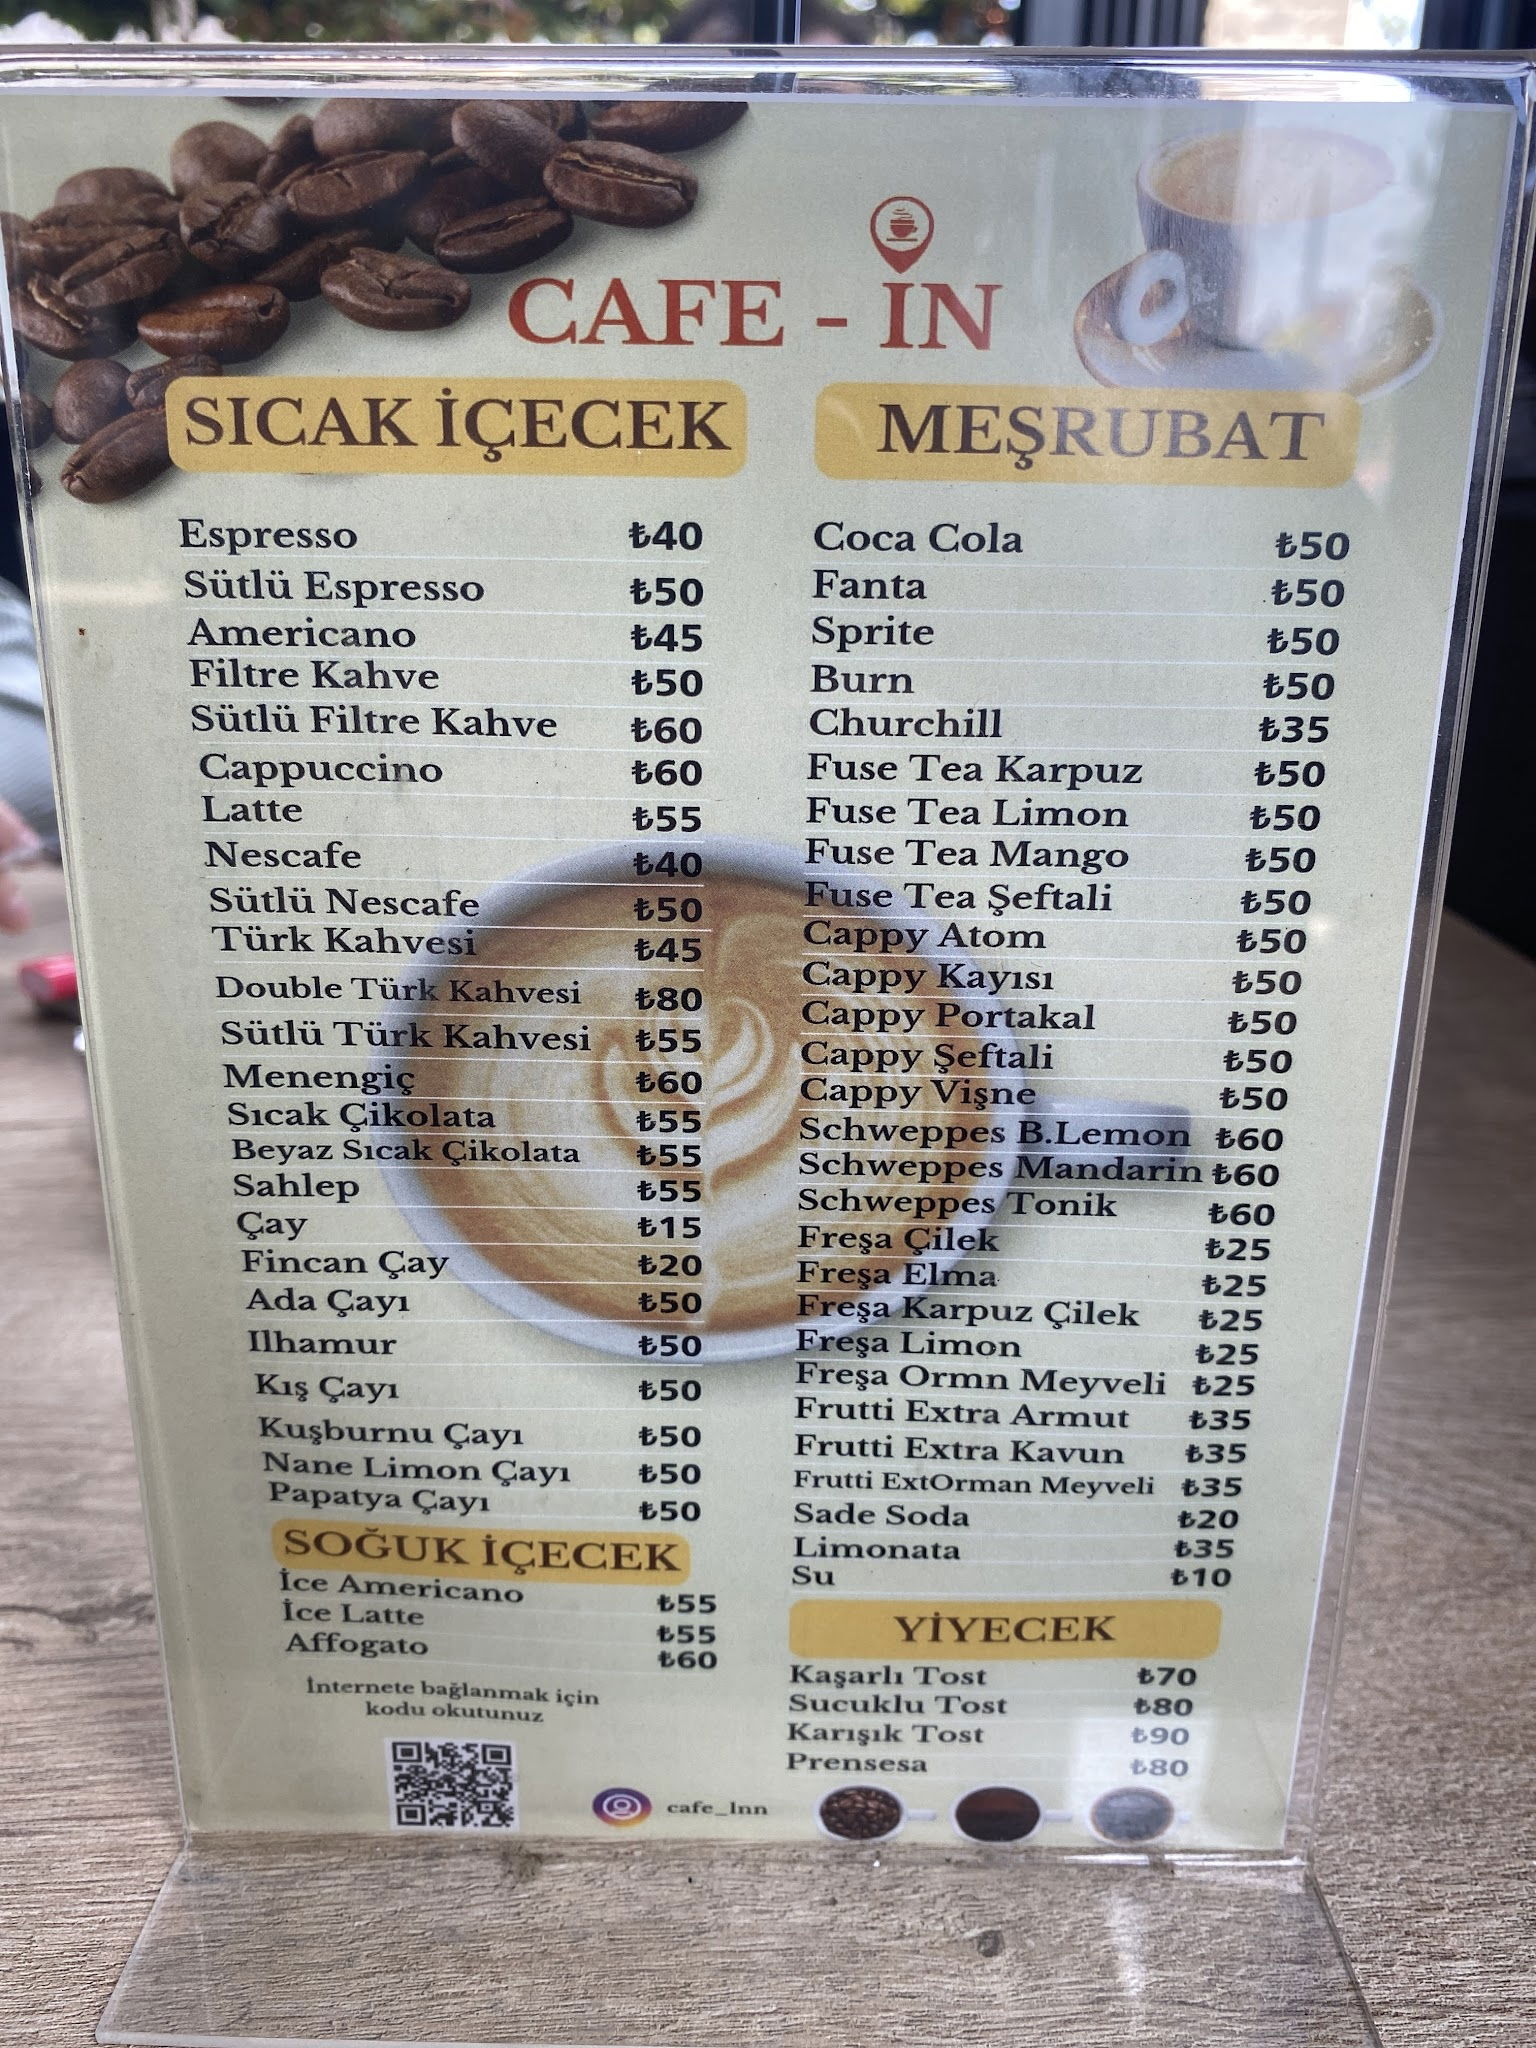 CAFE - IN
SICAK İÇECEK
Espresso ₺40
Sütlü Espresso ₺50
Americano ₺45
Filtre Kahve ₺50
Sütlü Filtre Kahve ₺60
Cappuccino ₺60
Latte ₺55
Nescafe ₺40
Sütlü Nescafe ₺50
Türk Kahvesi ₺45
Double Türk Kahvesi ₺80
Sütlü Türk Kahvesi ₺55
Menengiç ₺60
Sıcak Çikolata ₺55
Beyaz Sıcak Çikolata ₺55
Sahlep ₺55
Çay ₺15
Fincan Çay ₺20
Ada Çayı ₺50
Ilhamur ₺50
Kış Çayı ₺50
Kuşburnu Çayı ₺50
Nane Limon Çayı ₺50
Papatya Çayı ₺50
SOĞUK İÇECEK
İce Americano ₺55
İce Latte ₺55
Affogato ₺60
İnternete bağlanmak için
kodu okutunuz
cafe_Inn
MEŞRUBAT
Coca Cola ₺50
Fanta ₺50
Sprite ₺50
Burn ₺50
Churchill ₺35
Fuse Tea Karpuz ₺50
Fuse Tea Limon ₺50
Fuse Tea Mango ₺50
Fuse Tea Şeftali ₺50
Cappy Atom ₺50
Cappy Kayısı ₺50
Cappy Portakal ₺50
Cappy Şeftali ₺50
Cappy Vişne ₺50
Schweppes B.Lemon ₺60
Schweppes Mandarin ₺60
Schweppes Tonik ₺60
Freşa Çilek ₺25
Freşa Elma ₺25
Freşa Karpuz Çilek ₺25
Freşa Limon ₺25
Freşa Ormn Meyveli ₺25
Frutti Extra Armut ₺35
Frutti Extra Kavun ₺35
Frutti ExtOrman Meyveli ₺35
Sade Soda ₺20
Limonata ₺35
Su ₺10
YİYECEK
Kaşarlı Tost ₺70
Sucuklu Tost ₺80
Karışık Tost ₺90
Prensesa ₺80